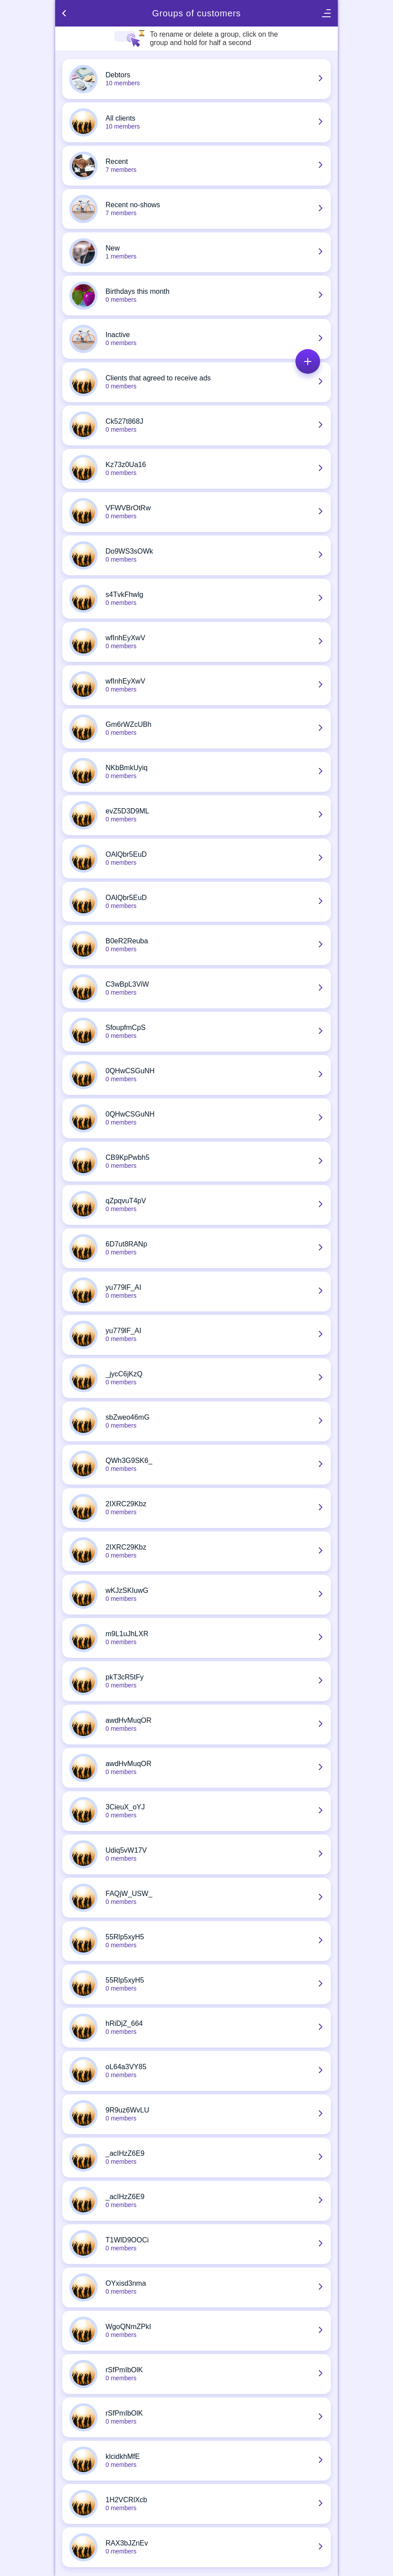 Groups of customers
To rename or delete a group, click on the
group and hold for half a second
Debtors
10 members
All clients
10 members
Recent
7 members
Recent no-shows
7 members
New
1 members
Birthdays this month
0 members
Inactive
0 members
Clients that agreed to receive ads
0 members
Ck527t868J
0 members
Kz73z0Ua16
0 members
VFWVBrOtRw
0 members
Do9WS3sOWk
0 members
s4TvkFhwlg
0 members
wfInhEyXwV
0 members
wfInhEyXwV
0 members
Gm6rWZcUBh
0 members
NKbBmkUyiq
0 members
evZ5D3D9ML
0 members
OAlQbr5EuD
0 members
OAlQbr5EuD
0 members
B0eR2Reuba
0 members
C3wBpL3ViW
0 members
SfoupfmCpS
0 members
0QHwCSGuNH
0 members
0QHwCSGuNH
0 members
CB9KpPwbh5
0 members
qZpqvuT4pV
0 members
6D7ut8RANp
0 members
yu779lF_AI
0 members
yu779lF_AI
0 members
_jycC6jKzQ
0 members
sbZweo46mG
0 members
QWh3G9SK6_
0 members
2IXRC29Kbz
0 members
2IXRC29Kbz
0 members
wKJzSKIuwG
0 members
m9L1uJhLXR
0 members
pkT3cR5tFy
0 members
awdHvMuqOR
0 members
awdHvMuqOR
0 members
3CieuX_oYJ
0 members
Udiq5vW17V
0 members
FAQjW_USW_
0 members
55Rlp5xyH5
0 members
55Rlp5xyH5
0 members
hRiDjZ_664
0 members
oL64a3VY85
0 members
9R9uz6WvLU
0 members
_acIHzZ6E9
0 members
_acIHzZ6E9
0 members
T1WlD9OOCi
0 members
OYxisd3nma
0 members
WgoQNmZPkI
0 members
rSfPmIbOlK
0 members
rSfPmIbOlK
0 members
klcidkhMfE
0 members
1H2VCRlXcb
0 members
RAX3bJZnEv
0 members